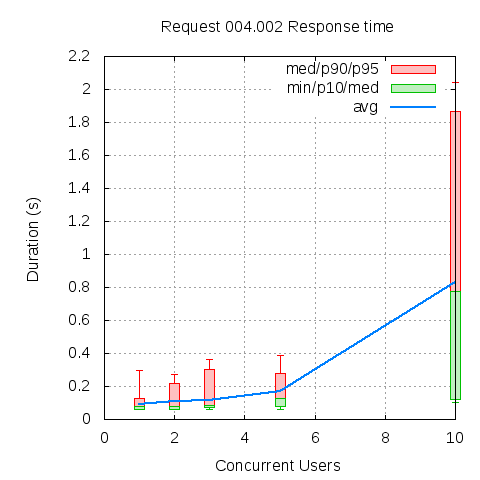 Request 004.002 Response time
med/p90/p95
min/p10/med
avg
2.2
2
1.8
1.6
1.4
1.2
1
0.8
0.6
0.4
0.2
0
Duration (s)
0 2 4 6 8 10
Concurrent Users